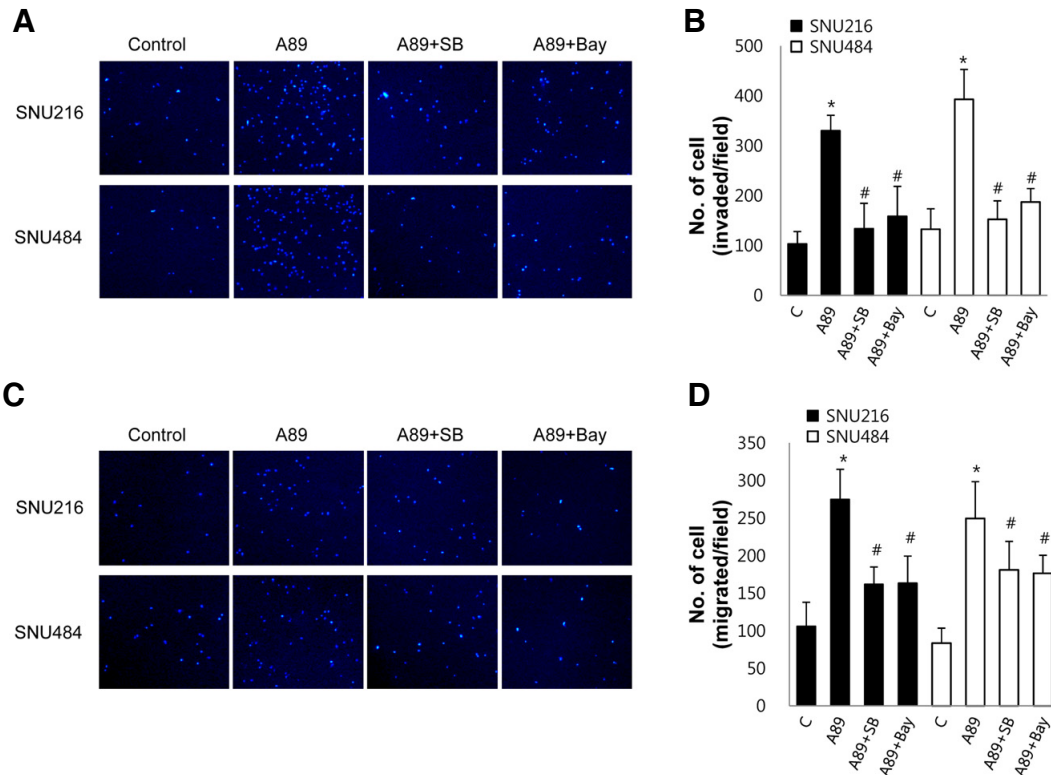 A
Control A89 A89+SB A89+Bay
SNU216
SNU484
B
SNU216
SNU484
No. of cell
(invaded/field)
500
400
300
200
100
0
* # # * # #
C A89 A89+SB A89+Bay C A89 A89+SB A89+Bay
C
Control A89 A89+SB A89+Bay
SNU216
SNU484
D
SNU216
SNU484
No. of cell
(migrated/field)
350
300
250
200
150
100
50
0
* # # * # #
C A89 A89+SB A89+Bay C A89 A89+SB A89+Bay